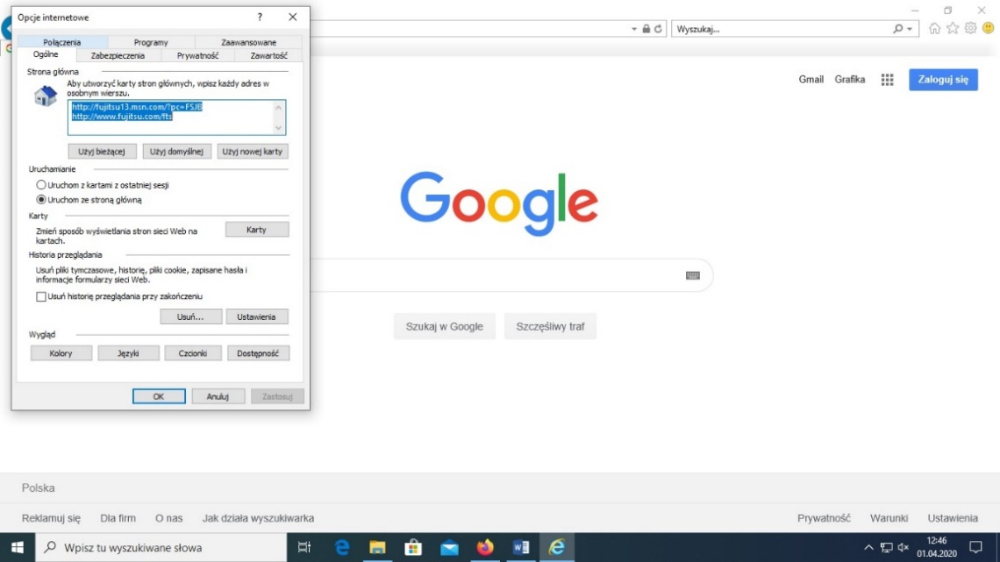 Opcje internetowe
?
Połączenia Programy Zaawansowane
Ogólne Zabezpieczenia Prywatność Zawartość
Strona główna
Aby utworzyć karty stron głównych, wpisz każdy adres w
osobnym wierszu.
http://fujitsu13.msn.com/?pc=FSJB
http://www.fujitsu.com/fts
Użyj bieżącej Użyj domyślnej Użyj nowej karty
Uruchamianie
Uruchom z kartami z ostatniej sesji
Uruchom ze stroną główną
Karty
Zmień sposób wyświetlania stron sieci Web na
kartach.
Karty
Historia przeglądania
Usuń pliki tymczasowe, historię, pliki cookie, zapisane hasła i
informacje formularzy sieci Web.
Usuń historię przeglądania przy zakończeniu
Usuń... Ustawienia
Wygląd
Kolory Języki Czcionki Dostępność
OK Anuluj Zastosuj
Wyszukaj...
Gmail Grafika Zaloguj się
Google
Szukaj w Google Szczęśliwy traf
Polska
Reklamuj się Dla firm O nas Jak działa wyszukiwarka Prywatność Warunki Ustawienia
Wpisz tu wyszukiwane słowa
12:46
01.04.2020